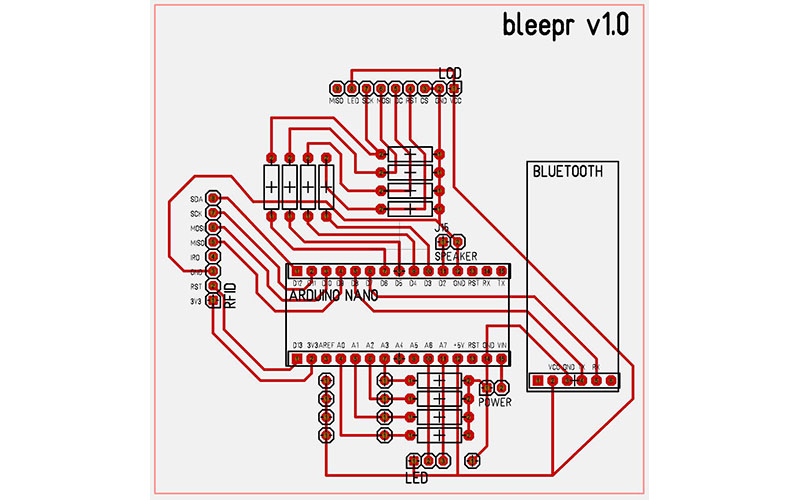 bleepr v1.0
LCD
MISO LED SCK MOSI DC RST CS GND VCC
BLUETOOTH
SDA
SCK
MOSI
MISO
IRQ
GND
RST
3V3
RFID
J15
SPEAKER
D12 D11 D10 D9 D8 D7 D6 D5 D4 D3 D2 GND RST RX TX
ARDUINO NANO
D13 3V3 AREF A0 A1 A2 A3 A4 A5 A6 A7 +5V RST GND VIN
VCC GND TX RX
POWER
LED